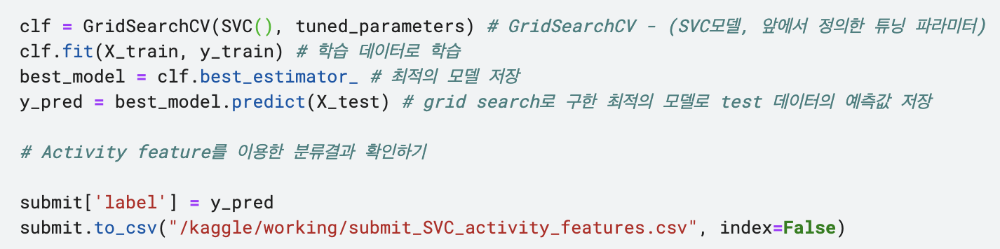 clf = GridSearchCV(SVC(), tuned_parameters) # GridSearchCV - (SVC모델, 앞에서 정의한 튜닝 파라미터)
clf.fit(X_train, y_train) # 학습 데이터로 학습
best_model = clf.best_estimator_ # 최적의 모델 저장
y_pred = best_model.predict(X_test) # grid search로 구한 최적의 모델로 test 데이터의 예측값 저장
# Activity feature를 이용한 분류결과 확인하기
submit['label'] = y_pred
submit.to_csv("/kaggle/working/submit_SVC_activity_features.csv", index=False)